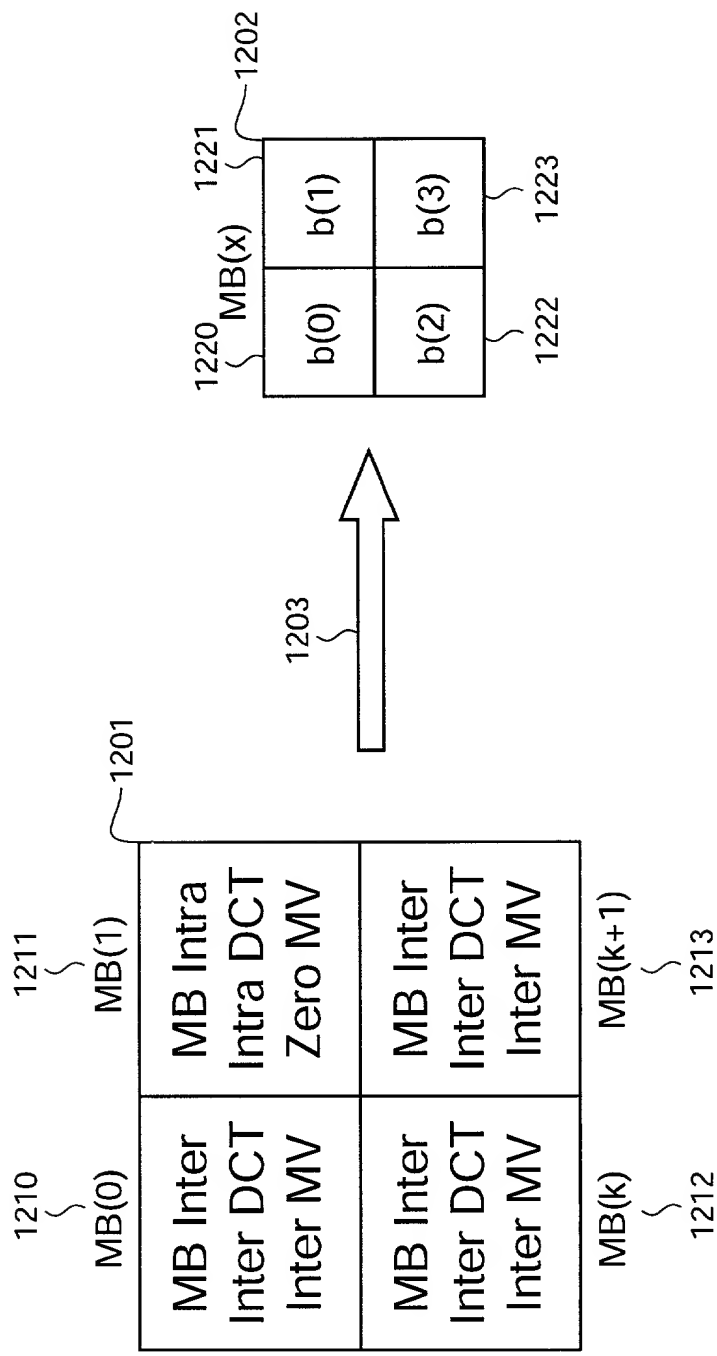 1201
1210
MB(0)
1211
MB(1)
MB Inter
Inter DCT
Inter MV
MB Intra
Intra DCT
Zero MV
MB Inter
Inter DCT
Inter MV
MB Inter
Inter DCT
Inter MV
MB(k)
1212
MB(k+1)
1213
1203
1202
1220
MB(x)
1221
b(0)
b(1)
b(2)
b(3)
1222
1223